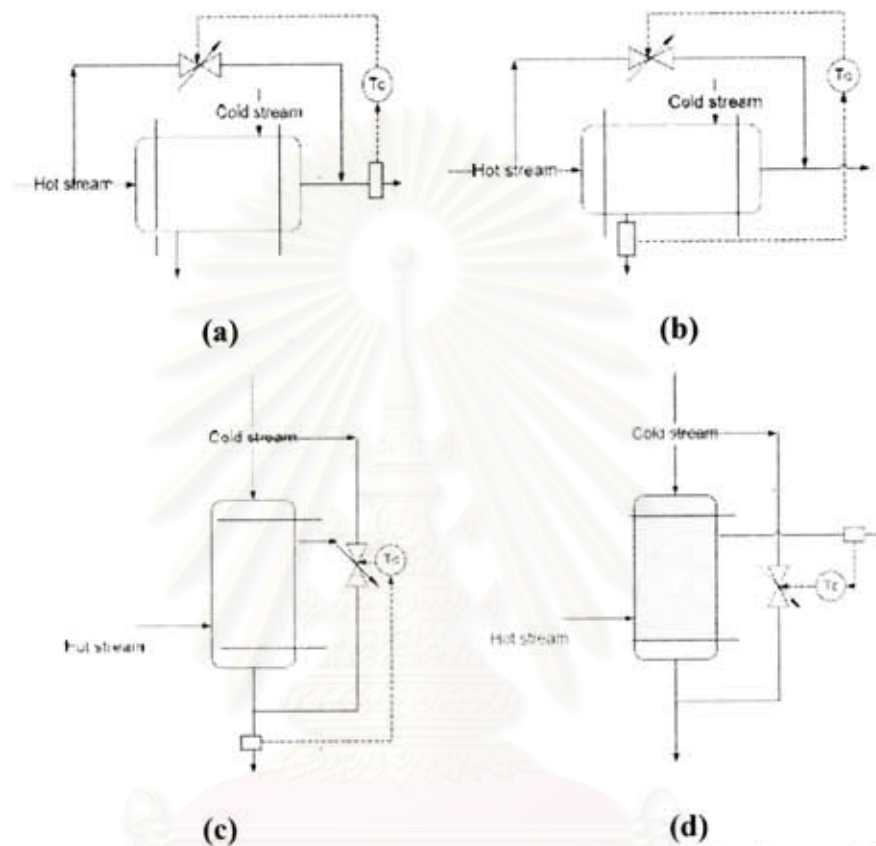 Tc
Cold stream
Hot stream
(a)
Tc
Cold stream
Hot stream
(b)
Cold stream
Tc
Hot stream
(c)
Cold stream
Tc
Hot stream
(d)